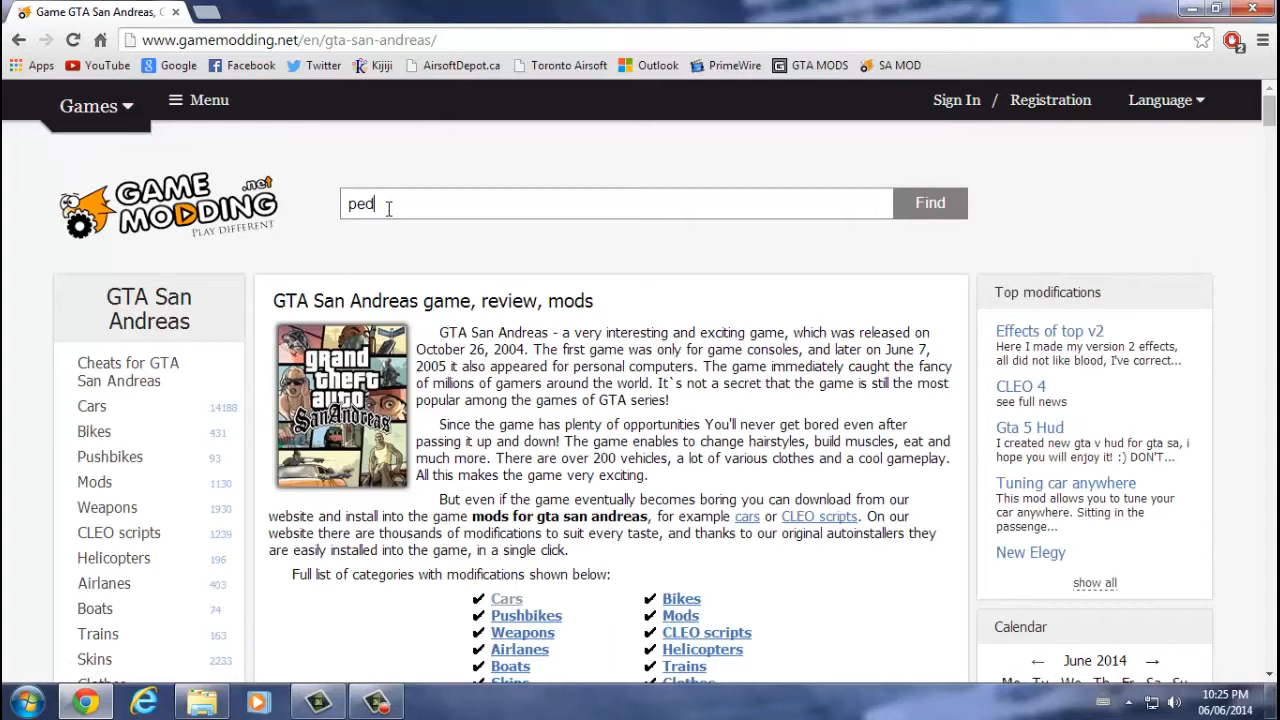 Game GTA San Andreas, C
www.gamemodding.net/en/gta-san-andreas/
2
Apps YouTube Google Facebook Twitter Kijiji AirsoftDepot.ca Toronto Airsoft Outlook PrimeWire GTA MODS SA MOD
Games Menu Sign In / Registration Language
GAME .net
MODDING
PLAY DIFFERENT
ped
Find
GTA San
Andreas
Cheats for GTA
San Andreas
Cars 14188
Bikes 431
Pushbikes 93
Mods 1130
Weapons 1930
CLEO scripts 1239
Helicopters 196
Airlanes 403
Boats 74
Trains 163
Skins 2233
GTA San Andreas game, review, mods
grand
theft
auto
San Andreas
GTA San Andreas - a very interesting and exciting game, which was released on
October 26, 2004. The first game was only for game consoles, and later on June 7,
2005 it also appeared for personal computers. The game immediately caught the fancy
of millions of gamers around the world. It`s not a secret that the game is still the most
popular among the games of GTA series!
Since the game has plenty of opportunities You'll never get bored even after
passing it up and down! The game enables to change hairstyles, build muscles, eat and
much more. There are over 200 vehicles, a lot of various clothes and a cool gameplay.
All this makes the game very exciting.
But even if the game eventually becomes boring you can download from our
website and install into the game mods for gta san andreas, for example cars or CLEO scripts. On our
website there are thousands of modifications to suit every taste, and thanks to our original autoinstallers they
are easily installed into the game, in a single click.
Full list of categories with modifications shown below:
✔ Cars ✔ Bikes
✔ Pushbikes ✔ Mods
✔ Weapons ✔ CLEO scripts
✔ Airlanes ✔ Helicopters
✔ Boats ✔ Trains
Top modifications
Effects of top v2
Here I made my version 2 effects,
all did not like blood, I've correct...
CLEO 4
see full news
Gta 5 Hud
I created new gta v hud for gta sa, i
hope you will enjoy it! :) DON'T...
Tuning car anywhere
This mod allows you to tune your
car anywhere. Sitting in the
passenge...
New Elegy
show all
Calendar
← June 2014 →
Mo Tu We Th Fr Sa Su
10:25 PM
06/06/2014